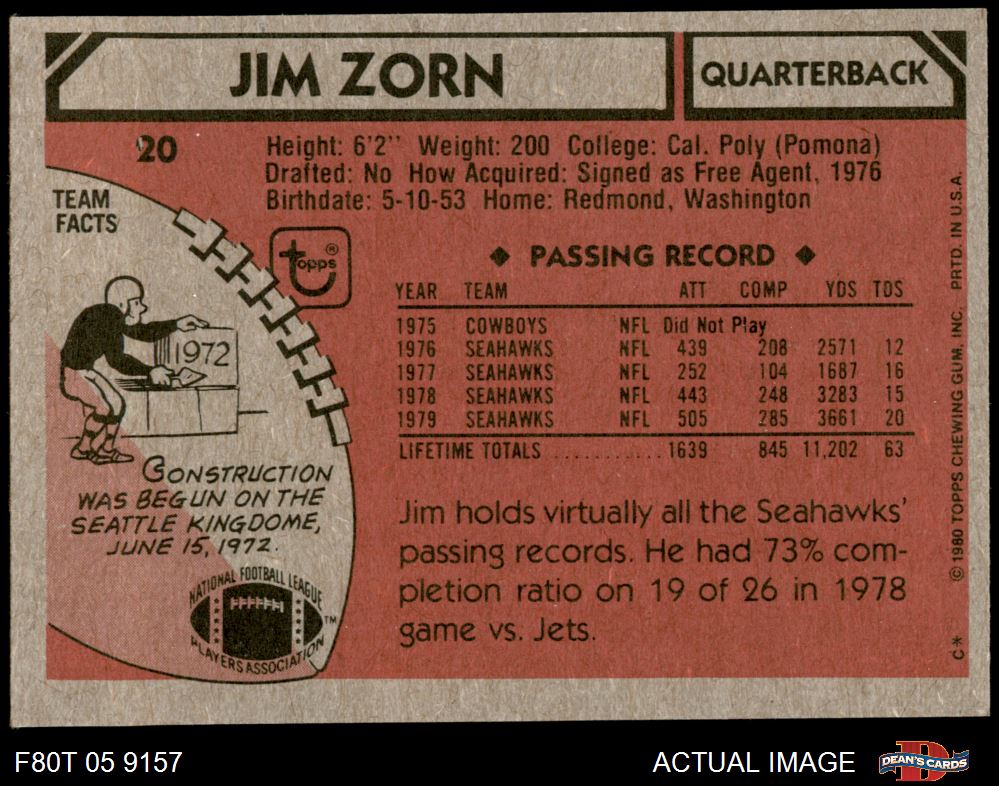 JIM ZORN
QUARTERBACK
20
Height: 6'2" Weight: 200 College: Cal. Poly (Pomona)
Drafted: No How Acquired: Signed as Free Agent, 1976
Birthdate: 5-10-53 Home: Redmond, Washington
TEAM
FACTS
topps ®
1972
CONSTRUCTION
WAS BEGUN ON THE
SEATTLE KINGDOME,
JUNE 15, 1972.
NATIONAL FOOTBALL LEAGUE
PLAYERS ASSOCIATION
TM
◆ PASSING RECORD ◆
YEAR TEAM ATT COMP YDS TDS
1975 COWBOYS NFL Did Not Play
1976 SEAHAWKS NFL 439 208 2571 12
1977 SEAHAWKS NFL 252 104 1687 16
1978 SEAHAWKS NFL 443 248 3283 15
1979 SEAHAWKS NFL 505 285 3661 20
LIFETIME TOTALS ........... 1639 845 11,202 63
Jim holds virtually all the Seahawks'
passing records. He had 73% com-
pletion ratio on 19 of 26 in 1978
game vs. Jets.
C* © 1980 TOPPS CHEWING GUM, INC. PRTD. IN U.S.A.
F80T 05 9157
ACTUAL IMAGE
D
DEAN'S CARDS